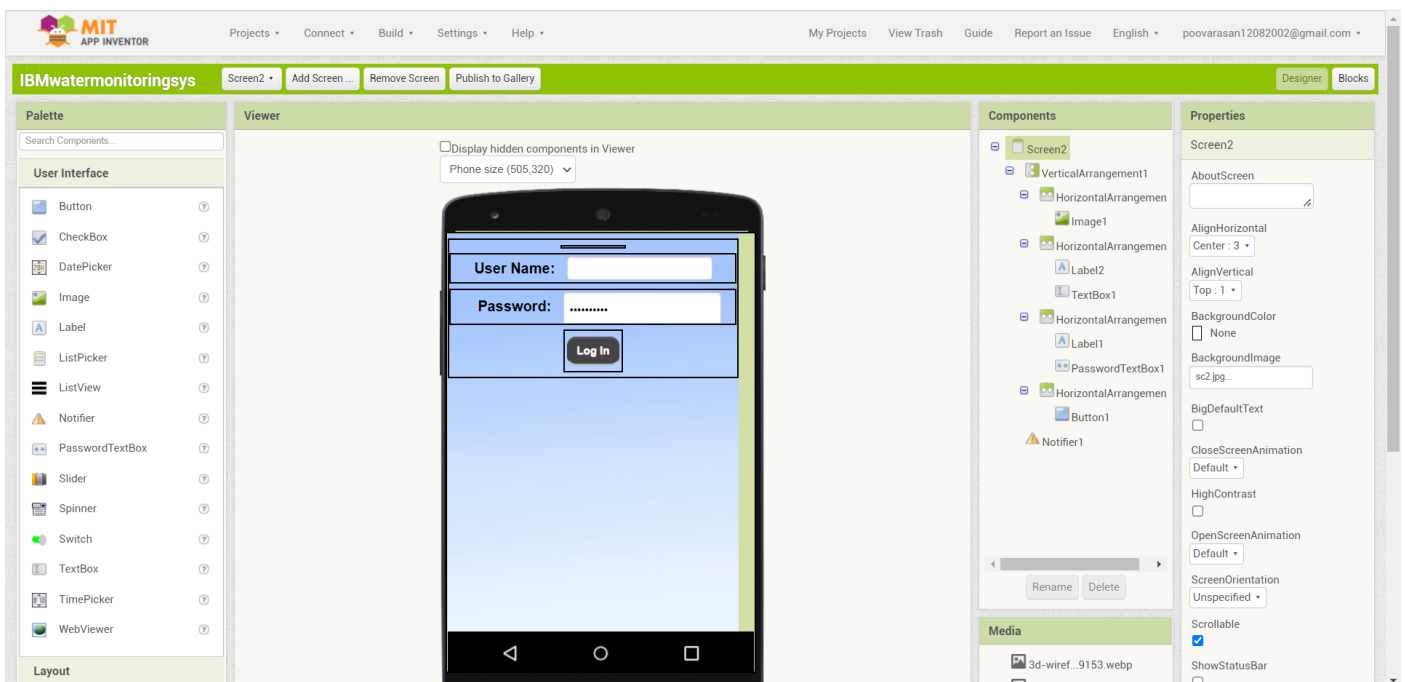 MIT
APP INVENTOR
Projects Connect Build Settings Help My Projects View Trash Guide Report an Issue English poovarasan12082002@gmail.com
IBMwatermonitoringsys Screen2 Add Screen ... Remove Screen Publish to Gallery Designer Blocks
Palette
Search Components...
User Interface
Button
CheckBox
DatePicker
Image
Label
ListPicker
ListView
Notifier
PasswordTextBox
Slider
Spinner
Switch
TextBox
TimePicker
WebViewer
Layout
Viewer
Display hidden components in Viewer
Phone size (505,320)
User Name:
Password:
Log In
Components
Screen2
VerticalArrangement1
HorizontalArrangemen
Image1
HorizontalArrangemen
Label2
TextBox1
HorizontalArrangemen
Label1
PasswordTextBox1
HorizontalArrangemen
Button1
Notifier1
Rename Delete
Media
3d-wiref...9153.webp
Properties
Screen2
AboutScreen
AlignHorizontal
Center : 3
AlignVertical
Top : 1
BackgroundColor
None
BackgroundImage
sc2.jpg...
BigDefaultText
CloseScreenAnimation
Default
HighContrast
OpenScreenAnimation
Default
ScreenOrientation
Unspecified
Scrollable
ShowStatusBar